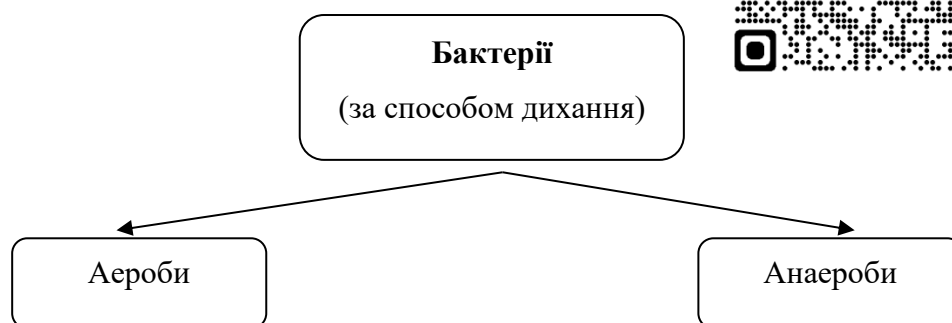 Бактерії
(за способом дихання)
Аероби
Анаероби